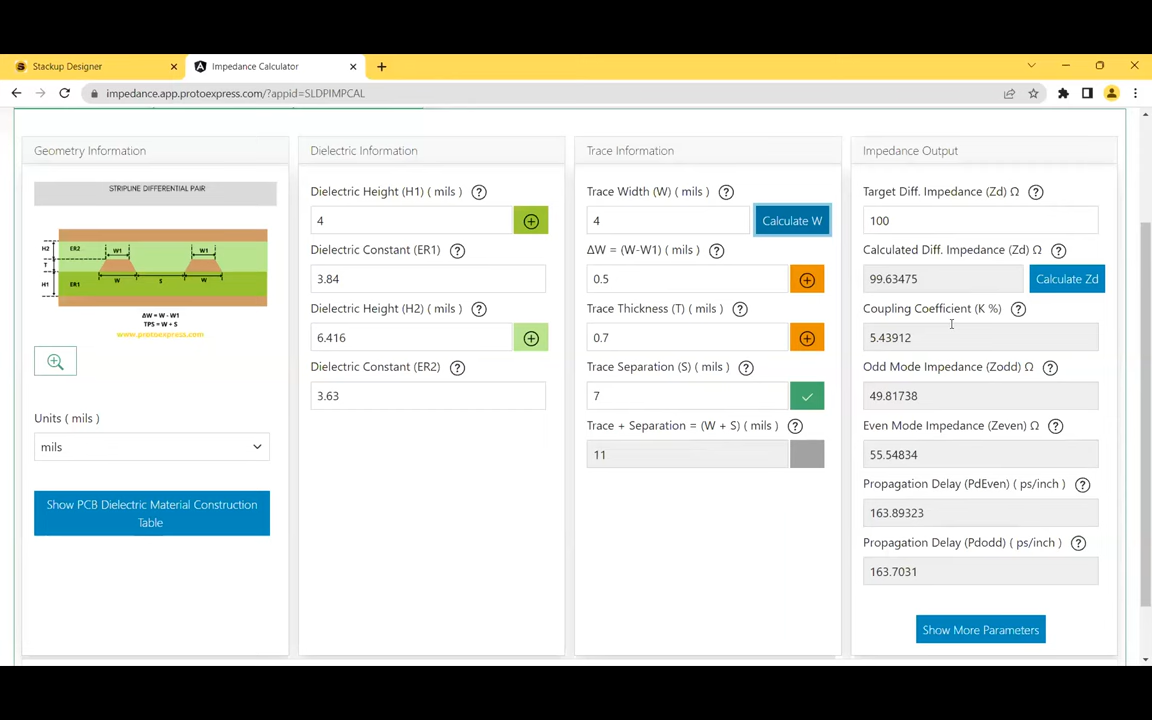 Stackup Designer
Impedance Calculator
impedance.app.protoexpress.com/?appid=SLDPIMPCAL
Geometry Information
STRIPLINE DIFFERENTIAL PAIR
H2
ER2
W1
W1
T
H1
ER1
W
S
W
ΔW = W - W1
TPS = W + S
www.protoexpress.com
Units ( mils )
mils
Show PCB Dielectric Material Construction
Table
Dielectric Information
Dielectric Height (H1) ( mils ) ?
4
Dielectric Constant (ER1) ?
3.84
Dielectric Height (H2) ( mils ) ?
6.416
Dielectric Constant (ER2) ?
3.63
Trace Information
Trace Width (W) ( mils ) ?
4 Calculate W
ΔW = (W-W1) ( mils ) ?
0.5
Trace Thickness (T) ( mils ) ?
0.7
Trace Separation (S) ( mils ) ?
7
Trace + Separation = (W + S) ( mils ) ?
11
Impedance Output
Target Diff. Impedance (Zd) Ω ?
100
Calculated Diff. Impedance (Zd) Ω ?
99.63475 Calculate Zd
Coupling Coefficient (K %) ?
5.43912
Odd Mode Impedance (Zodd) Ω ?
49.81738
Even Mode Impedance (Zeven) Ω ?
55.54834
Propagation Delay (PdEven) ( ps/inch ) ?
163.89323
Propagation Delay (Pdodd) ( ps/inch ) ?
163.7031
Show More Parameters